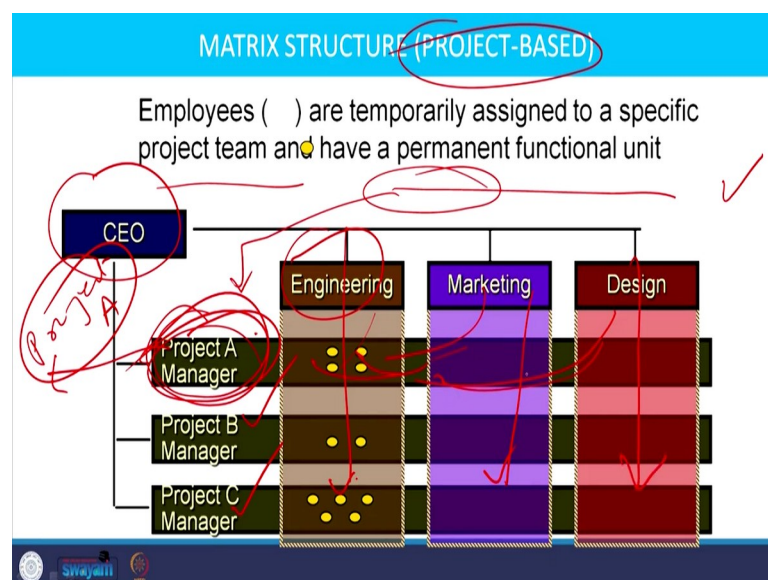 MATRIX STRUCTURE (PROJECT-BASED)
Employees ( ) are temporarily assigned to a specific
project team and have a permanent functional unit
CEO
Engineering
Marketing
Design
Project
A
Project A
Manager
Project B
Manager
Project C
Manager
swayam